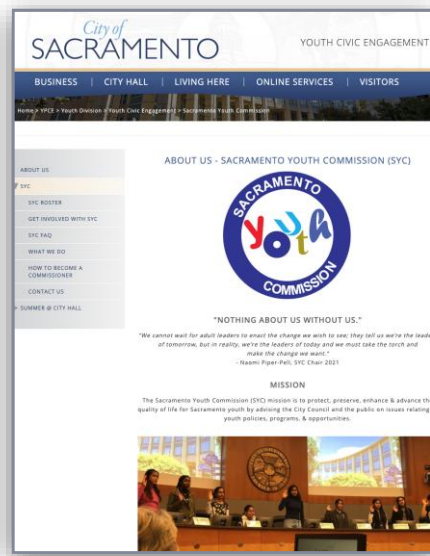 City of
SACRAMENTO
YOUTH CIVIC ENGAGEMENT
BUSINESS | CITY HALL | LIVING HERE | ONLINE SERVICES | VISITORS
Home > YPCE > Youth Division > Youth Civic Engagement > Sacramento Youth Commission
ABOUT US
SYC
SYC ROSTER
GET INVOLVED WITH SYC
SYC FAQ
WHAT WE DO
HOW TO BECOME A
COMMISSIONER
CONTACT US
> SUMMER @ CITY HALL
ABOUT US - SACRAMENTO YOUTH COMMISSION (SYC)
SACRAMENTO
youth
COMMISSION
"NOTHING ABOUT US WITHOUT US."
"We cannot wait for adult leaders to enact the change we wish to see; they tell us we're the leade
of tomorrow, but in reality, we're the leaders of today and we must take the torch and
make the change we want."
- Naomi Piper-Pell, SYC Chair 2021
MISSION
The Sacramento Youth Commission (SYC) mission is to protect, preserve, enhance & advance the
quality of life for Sacramento youth by advising the City Council and the public on issues relating
youth policies, programs, & opportunities.